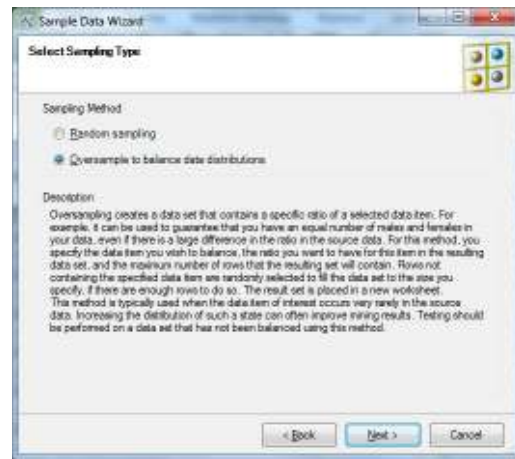 Sample Data Wizard
Select Sampling Type
Sampling Method
Random sampling
Oversample to balance data distributions
Description
Oversampling creates a data set that contains a specific ratio of a selected data item. For
example, it can be used to guarantee that you have an equal number of males and females in
your data, even if there is a large difference in the ratio in the source data. For this method, you
specify the data item you wish to balance, the ratio you want to have for this item in the resulting
data set, and the maximum number of rows that the resulting set will contain. Rows not
containing the specified data item are randomly selected to fill the data set to the size you
specify, if there are enough rows to do so. The result set is placed in a new worksheet.
This method is typically used when the data item of interest occurs very rarely in the source
data. Increasing the distribution of such a state can often improve mining results. Testing should
be performed on a data set that has not been balanced using this method.
< Back Next > Cancel